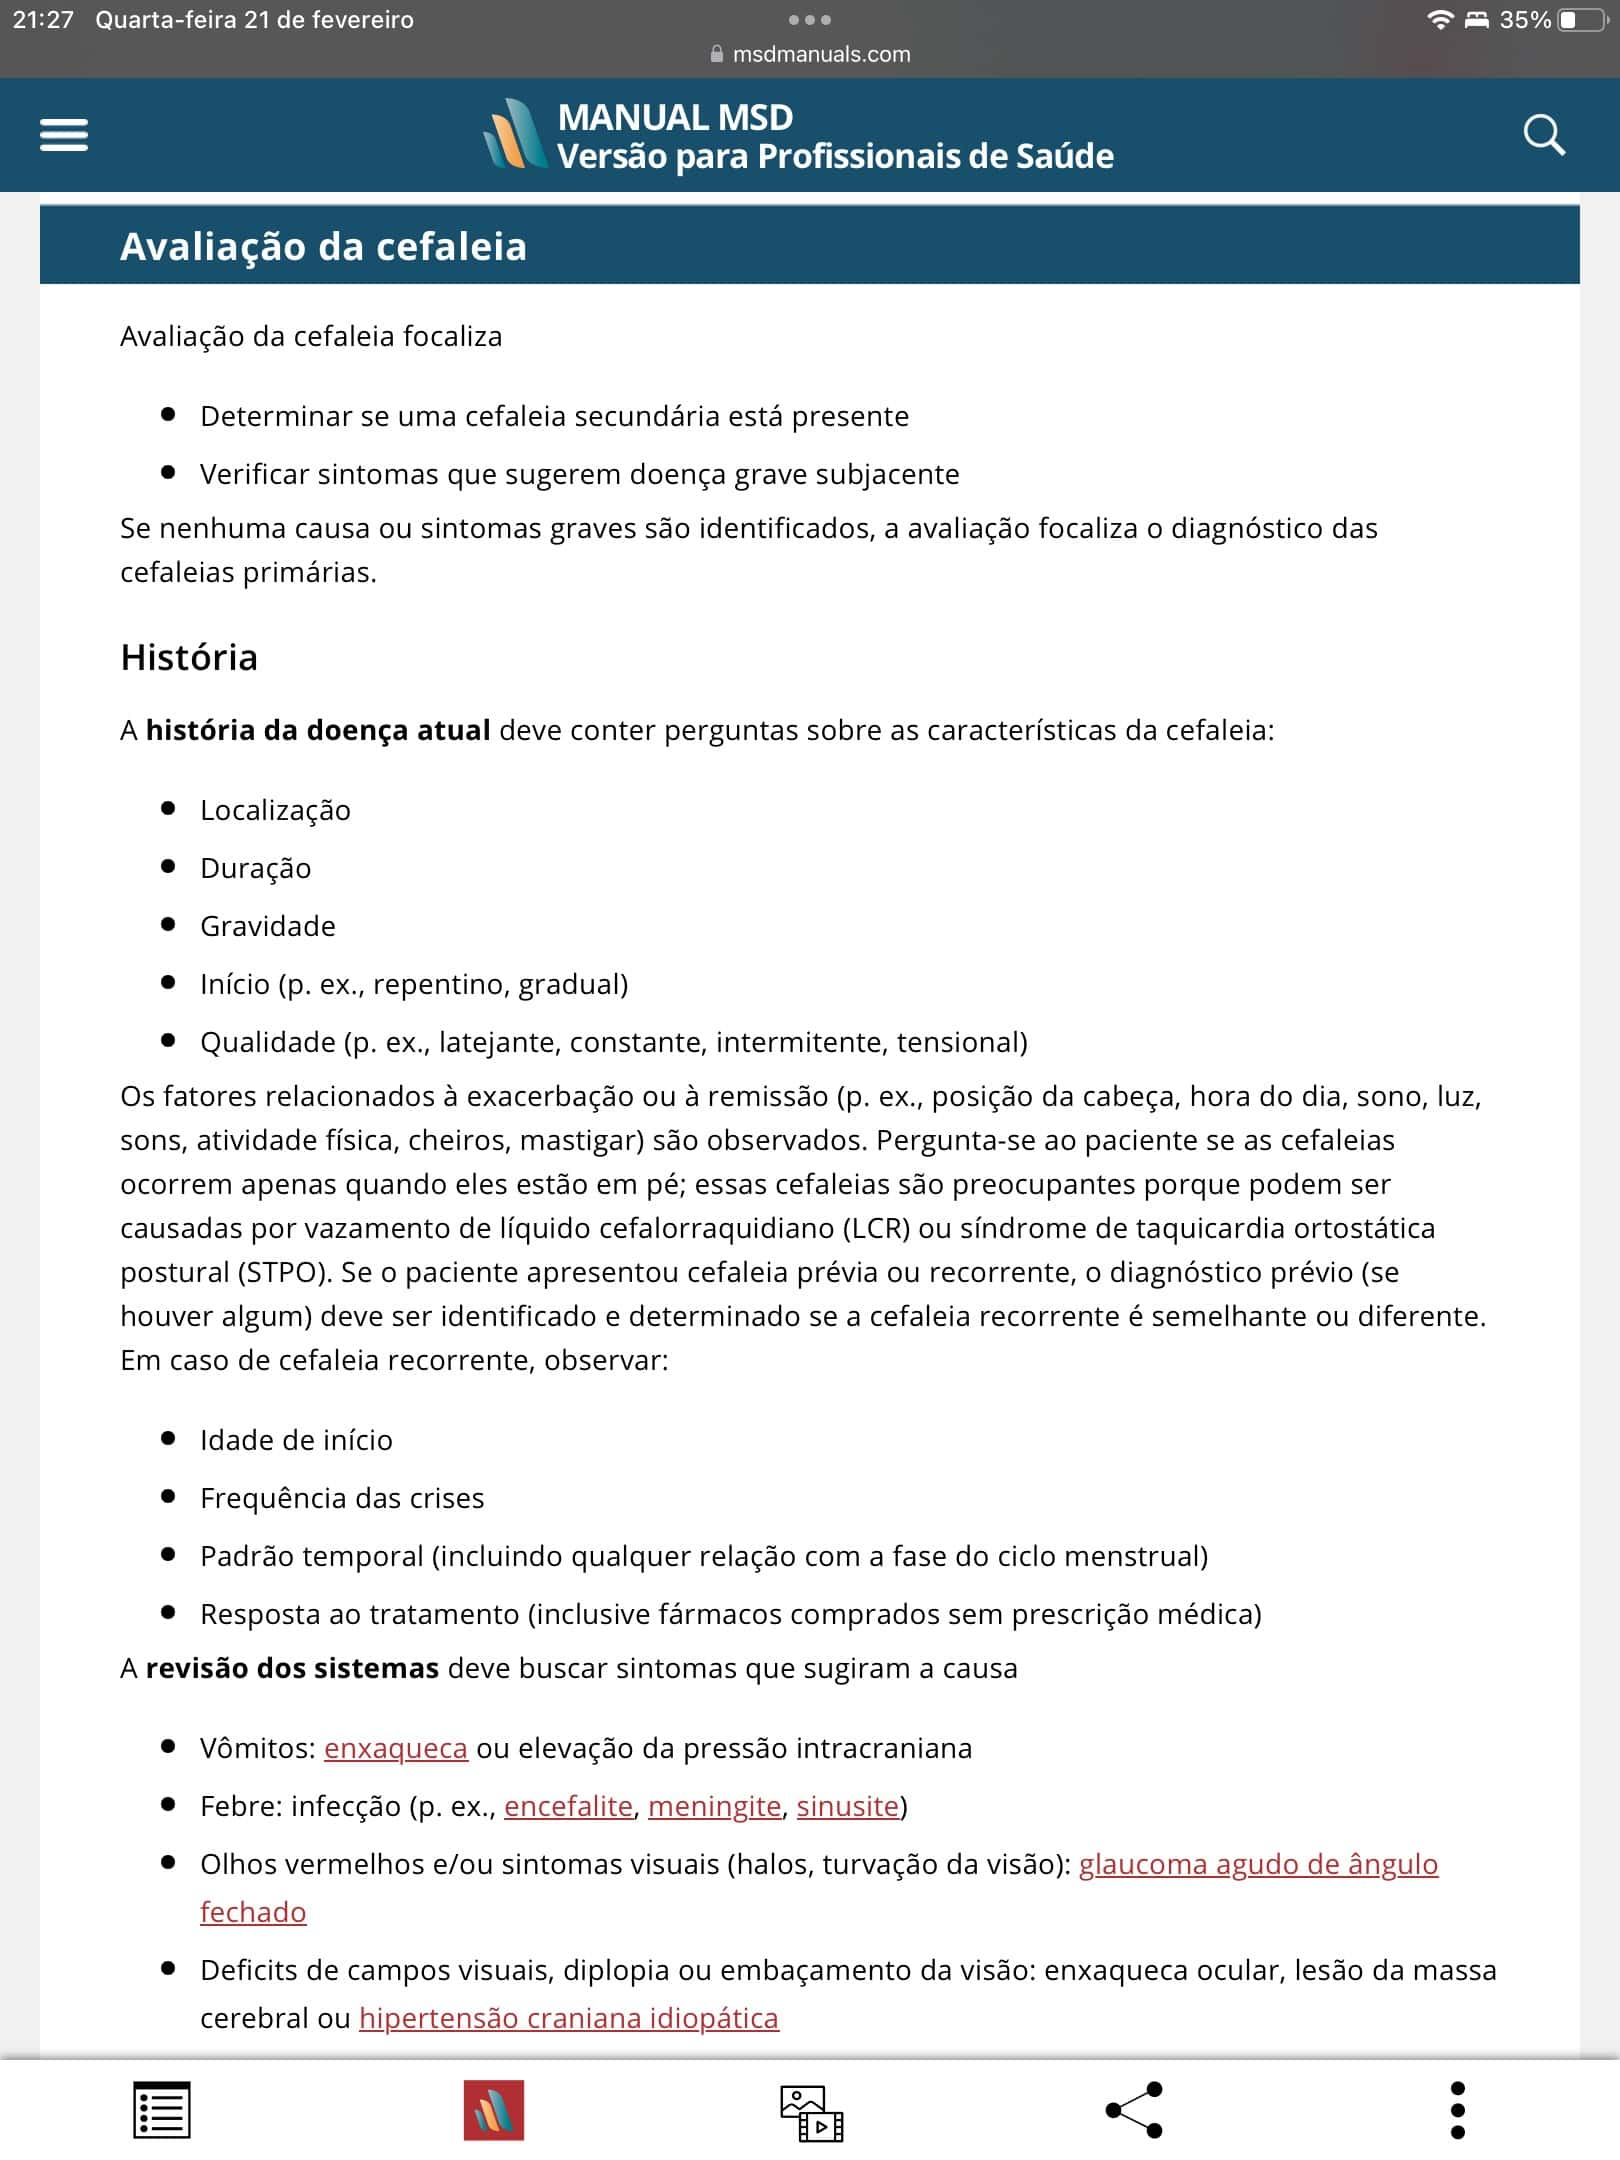 21:27 Quarta-feira 21 de fevereiro
35%
msdmanuals.com
MANUAL MSD
Versão para Profissionais de Saúde
Avaliação da cefaleia
Avaliação da cefaleia focaliza
Determinar se uma cefaleia secundária está presente
Verificar sintomas que sugerem doença grave subjacente
Se nenhuma causa ou sintomas graves são identificados, a avaliação focaliza o diagnóstico das
cefaleias primárias.
História
A história da doença atual deve conter perguntas sobre as características da cefaleia:
Localização
Duração
Gravidade
Início (p. ex., repentino, gradual)
Qualidade (p. ex., latejante, constante, intermitente, tensional)
Os fatores relacionados à exacerbação ou à remissão (p. ex., posição da cabeça, hora do dia, sono, luz,
sons, atividade física, cheiros, mastigar) são observados. Pergunta-se ao paciente se as cefaleias
ocorrem apenas quando eles estão em pé; essas cefaleias são preocupantes porque podem ser
causadas por vazamento de líquido cefalorraquidiano (LCR) ou síndrome de taquicardia ortostática
postural (STPO). Se o paciente apresentou cefaleia prévia ou recorrente, o diagnóstico prévio (se
houver algum) deve ser identificado e determinado se a cefaleia recorrente é semelhante ou diferente.
Em caso de cefaleia recorrente, observar:
Idade de início
Frequência das crises
Padrão temporal (incluindo qualquer relação com a fase do ciclo menstrual)
Resposta ao tratamento (inclusive fármacos comprados sem prescrição médica)
A revisão dos sistemas deve buscar sintomas que sugiram a causa
Vômitos: enxaqueca ou elevação da pressão intracraniana
Febre: infecção (p. ex., encefalite, meningite, sinusite)
Olhos vermelhos e/ou sintomas visuais (halos, turvação da visão): glaucoma agudo de ângulo
fechado
Deficits de campos visuais, diplopia ou embaçamento da visão: enxaqueca ocular, lesão da massa
cerebral ou hipertensão craniana idiopática